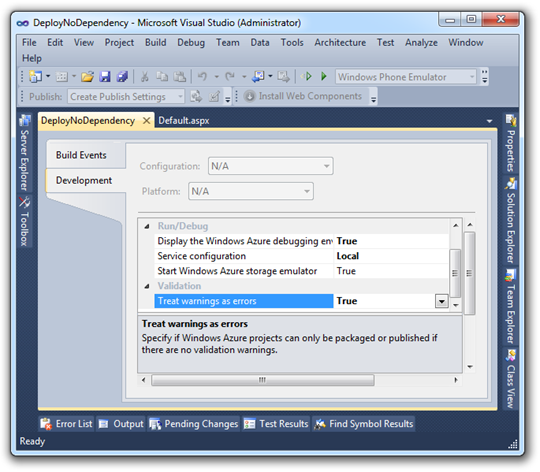 DeployNoDependency - Microsoft Visual Studio (Administrator)
File Edit View Project Build Debug Team Data Tools Architecture Test Analyze Window
Help
Windows Phone Emulator
Publish: Create Publish Settings Install Web Components
DeployNoDependency Default.aspx
Server Explorer
Toolbox
Build Events
Development
Configuration: N/A
Platform: N/A
Run/Debug
Display the Windows Azure debugging en True
Service configuration Local
Start Windows Azure storage emulator True
Validation
Treat warnings as errors True
Treat warnings as errors
Specify if Windows Azure projects can only be packaged or published if
there are no validation warnings.
Properties
Solution Explorer
Team Explorer
Class View
Error List Output Pending Changes Test Results Find Symbol Results
Ready